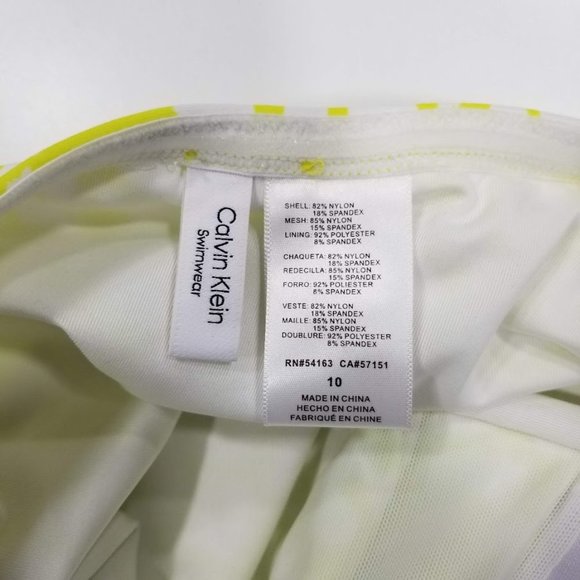 Calvin Klein
Swimwear
SHELL: 82% NYLON
18% SPANDEX
MESH: 85% NYLON
15% SPANDEX
LINING: 92% POLYESTER
8% SPANDEX
CHAQUETA: 82% NYLON
18% SPANDEX
REDECILLA: 85% NYLON
15% SPANDEX
FORRO: 92% POLIESTER
8% SPANDEX
VESTE: 82% NYLON
18% SPANDEX
MAILLE: 85% NYLON
15% SPANDEX
DOUBLURE: 92% POLYESTER
8% SPANDEX
RN#54163 CA#57151
10
MADE IN CHINA
HECHO EN CHINA
FABRIQUÉ EN CHINE